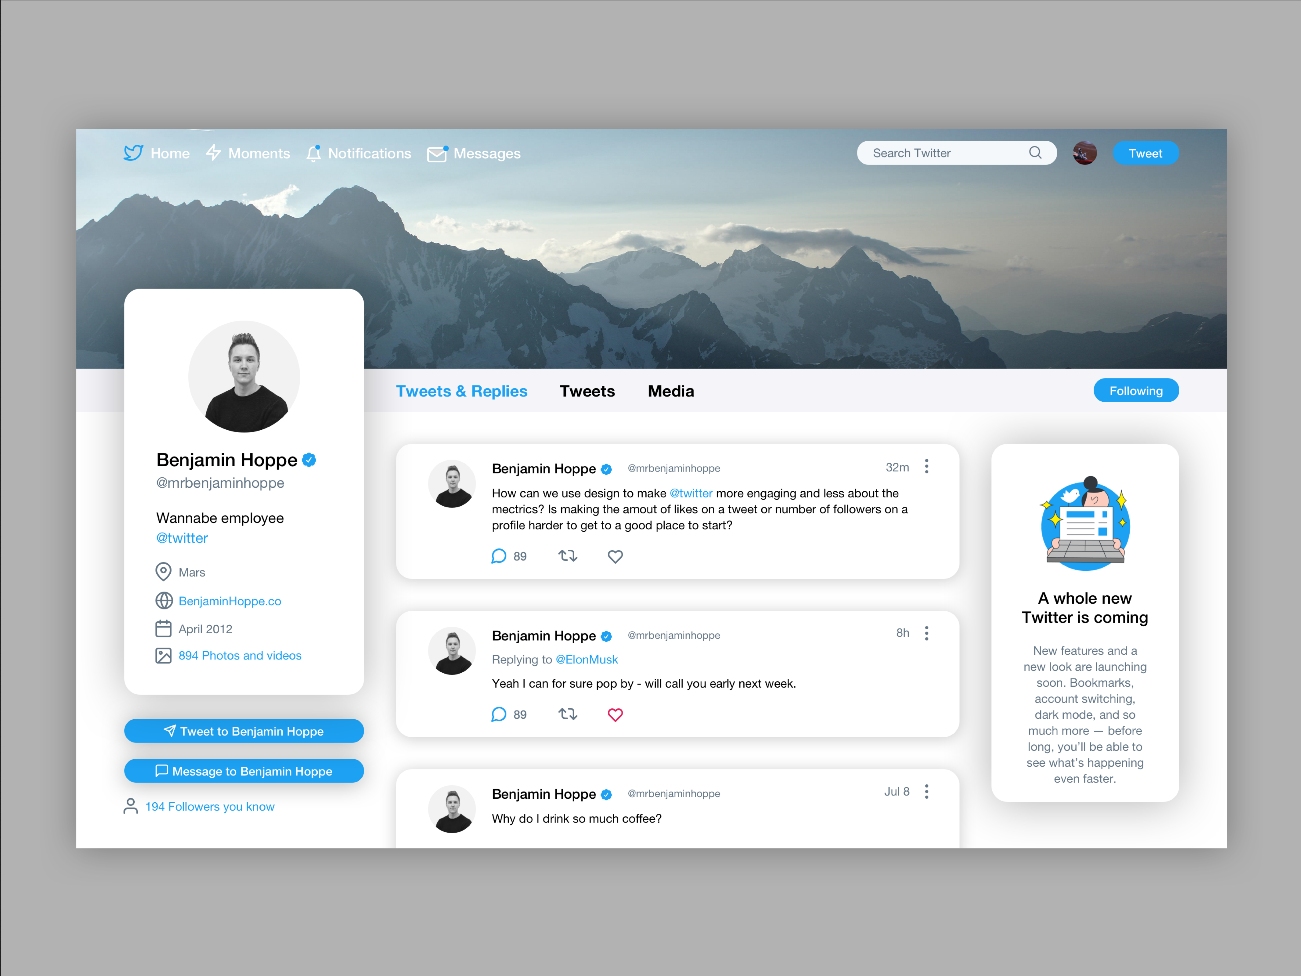 Home Moments Notifications Messages
Search Twitter
Tweet
Tweets & Replies Tweets Media
Following
Benjamin Hoppe
@mrbenjaminhoppe
Wannabe employee
@twitter
Mars
BenjaminHoppe.co
April 2012
894 Photos and videos
Tweet to Benjamin Hoppe
Message to Benjamin Hoppe
194 Followers you know
Benjamin Hoppe @mrbenjaminhoppe 32m
How can we use design to make @twitter more engaging and less about the
mectrics? Is making the amout of likes on a tweet or number of followers on a
profile harder to get to a good place to start?
89
Benjamin Hoppe @mrbenjaminhoppe 8h
Replying to @ElonMusk
Yeah I can for sure pop by - will call you early next week.
89
Benjamin Hoppe @mrbenjaminhoppe Jul 8
Why do I drink so much coffee?
A whole new
Twitter is coming
New features and a
new look are launching
soon. Bookmarks,
account switching,
dark mode, and so
much more — before
long, you'll be able to
see what's happening
even faster.